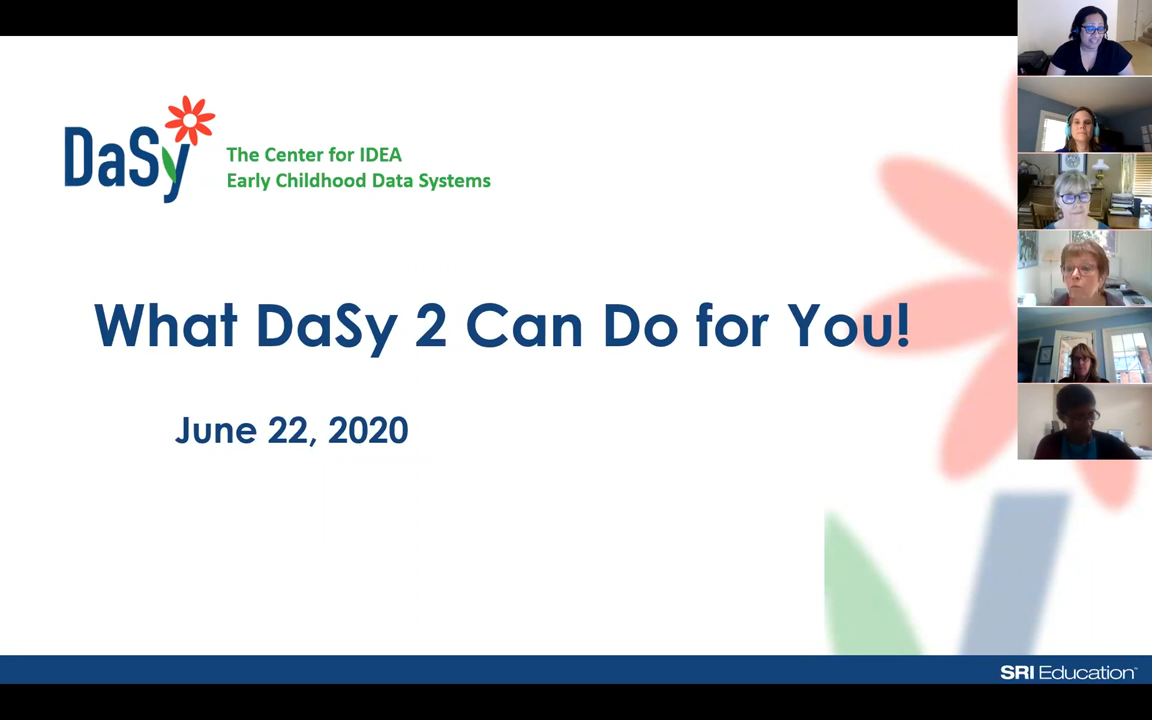 DaSy
The Center for IDEA
Early Childhood Data Systems
What DaSy 2 Can Do for You!
June 22, 2020
SRI Education™